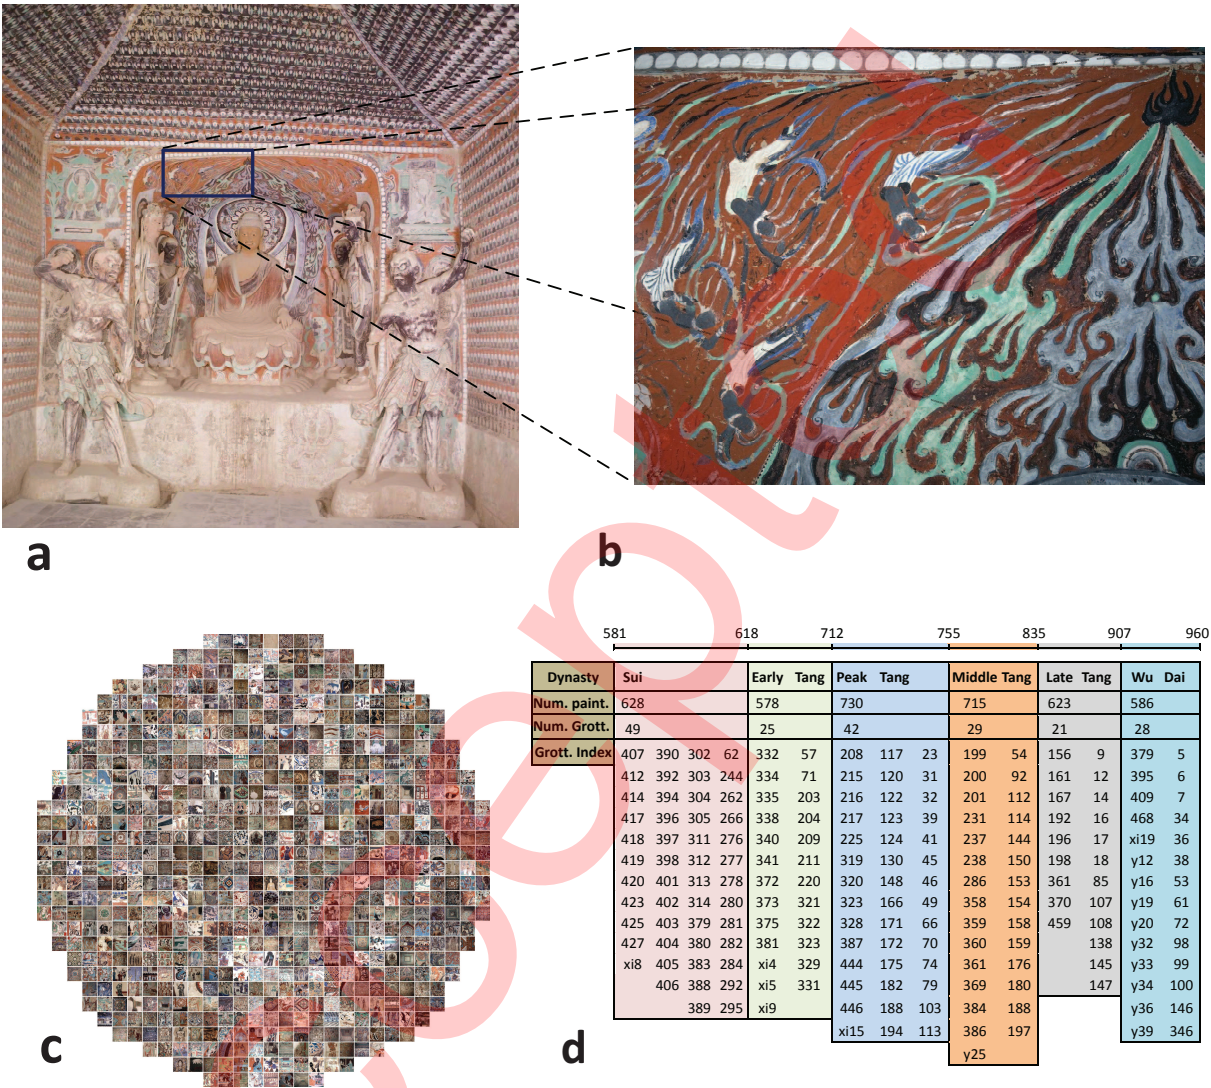 a
b
c
d
581 618 712 755 835 907 960
Dynasty Sui Early Tang Peak Tang Middle Tang Late Tang Wu Dai
Num. paint. 628 578 730 715 623 586
Num. Grott. 49 25 42 29 21 28
Grott. Index 407 390 302 62 332 57 208 117 23 199 54 156 9 379 5
412 392 303 244 334 71 215 120 31 200 92 161 12 395 6
414 394 304 262 335 203 216 122 32 201 112 167 14 409 7
417 396 305 266 338 204 217 123 39 231 114 192 16 468 34
418 397 311 276 340 209 225 124 41 237 144 196 17 xi19 36
419 398 312 277 341 211 319 130 45 238 150 198 18 y12 38
420 401 313 278 372 220 320 148 46 286 153 361 85 y16 53
423 402 314 280 373 321 323 166 49 358 154 370 107 y19 61
425 403 379 281 375 322 328 171 66 359 158 459 108 y20 72
427 404 380 282 381 323 387 172 70 360 159 138 y32 98
xi8 405 383 284 xi4 329 444 175 74 361 176 145 y33 99
406 388 292 xi5 331 445 182 79 369 180 147 y34 100
389 295 xi9 446 188 103 384 188 y36 146
xi15 194 113 386 197 y39 346
y25